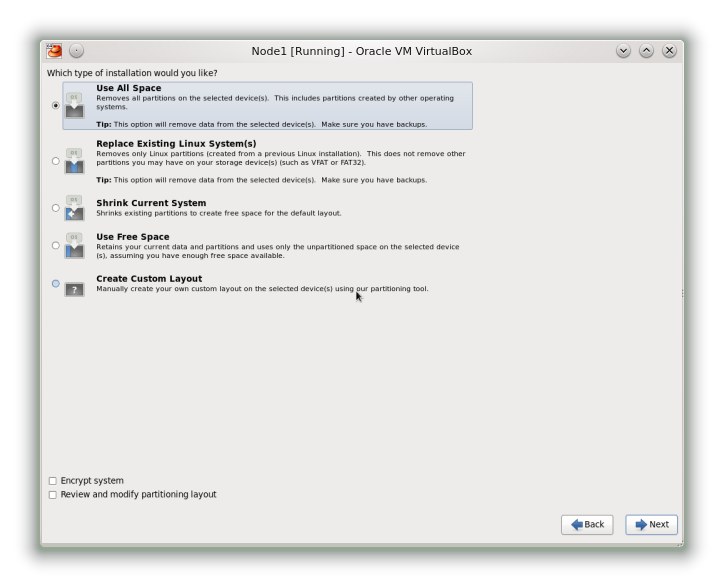 Node1 [Running] - Oracle VM VirtualBox
Which type of installation would you like?
Use All Space
Removes all partitions on the selected device(s). This includes partitions created by other operating
systems.
Tip: This option will remove data from the selected device(s). Make sure you have backups.
Replace Existing Linux System(s)
Removes only Linux partitions (created from a previous Linux installation). This does not remove other
partitions you may have on your storage device(s) (such as VFAT or FAT32).
Tip: This option will remove data from the selected device(s). Make sure you have backups.
Shrink Current System
Shrinks existing partitions to create free space for the default layout.
Use Free Space
Retains your current data and partitions and uses only the unpartitioned space on the selected device
(s), assuming you have enough free space available.
?
Create Custom Layout
Manually create your own custom layout on the selected device(s) using our partitioning tool.
Encrypt system
Review and modify partitioning layout
Back
Next